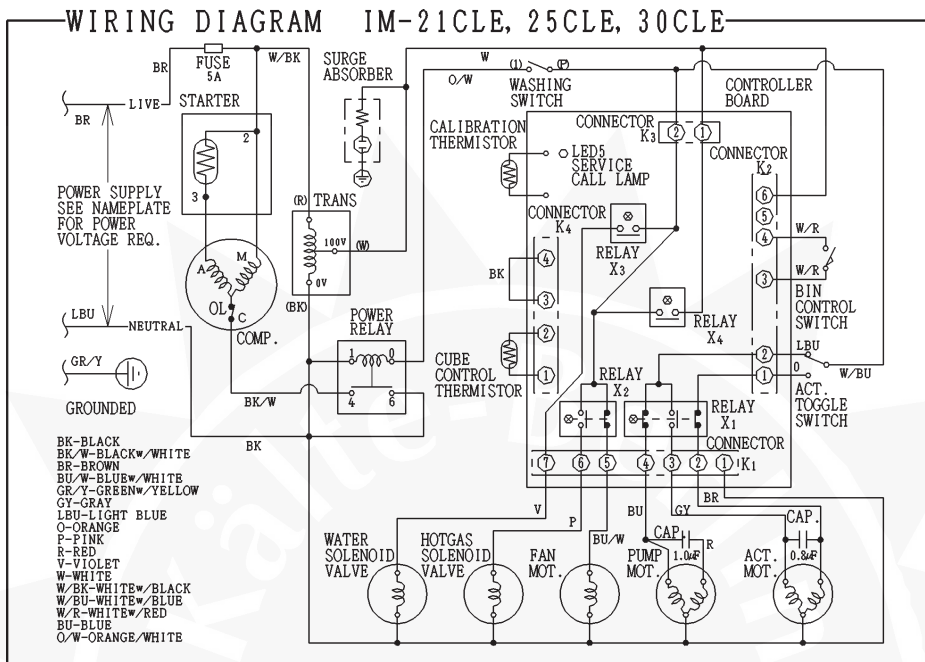 WIRING DIAGRAM IM-21CLE, 25CLE, 30CLE
BR
FUSE
5A
W/BK
SURGE
ABSORBER
W
O/W
(1)
(P)
WASHING
SWITCH
CONTROLLER
BOARD
LIVE
BR
STARTER
2
3
CALIBRATION
THERMISTOR
LED5
SERVICE
CALL LAMP
CONNECTOR
K3
2
1
CONNECTOR
K2
6
5
4
3
2
1
POWER SUPPLY
SEE NAMEPLATE
FOR POWER
VOLTAGE REQ.
(R) TRANS
100V
(W)
0V
(BK)
CONNECTOR
K4
4
3
2
1
BK
RELAY
X3
RELAY
X4
W/R
W/R
BIN
CONTROL
SWITCH
A
M
OL
C
COMP.
LBU
NEUTRAL
POWER
RELAY
1
0
4
6
CUBE
CONTROL
THERMISTOR
LBU
0
W/BU
ACT.
TOGGLE
SWITCH
GR/Y
GROUNDED
BK/W
BK
RELAY
X2
RELAY
X1
CONNECTOR
K1
7
6
5
4
3
2
1
BK-BLACK
BK/W-BLACKw/WHITE
BR-BROWN
BU/W-BLUEw/WHITE
GR/Y-GREENw/YELLOW
GY-GRAY
LBU-LIGHT BLUE
O-ORANGE
P-PINK
R-RED
V-VIOLET
W-WHITE
W/BK-WHITEw/BLACK
W/BU-WHITEw/BLUE
W/R-WHITEw/RED
BU-BLUE
O/W-ORANGE/WHITE
V
P
BU/W
BU
GY
BR
WATER
SOLENOID
VALVE
HOTGAS
SOLENOID
VALVE
FAN
MOT.
PUMP
MOT.
CAP.
1.0uF
R
ACT.
MOT.
CAP.
0.8uF
Kälte-